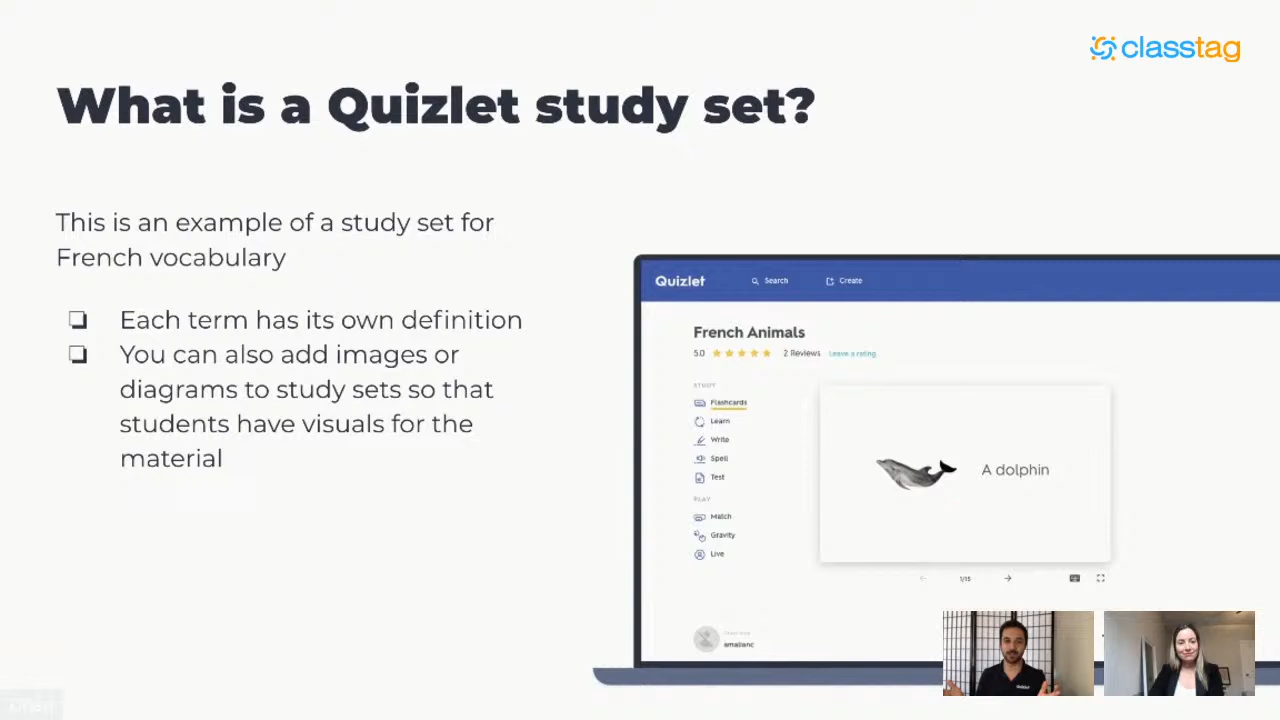 classtag
What is a Quizlet study set?
This is an example of a study set for
French vocabulary
❏ Each term has its own definition
❏ You can also add images or
diagrams to study sets so that
students have visuals for the
material
Quizlet
Search
Create
French Animals
5.0
2 Reviews
Leave a rating
STUDY
Flashcards
Learn
Write
Spell
Test
PLAY
Match
Gravity
Live
A dolphin
1/15
amalianc
Quizlet